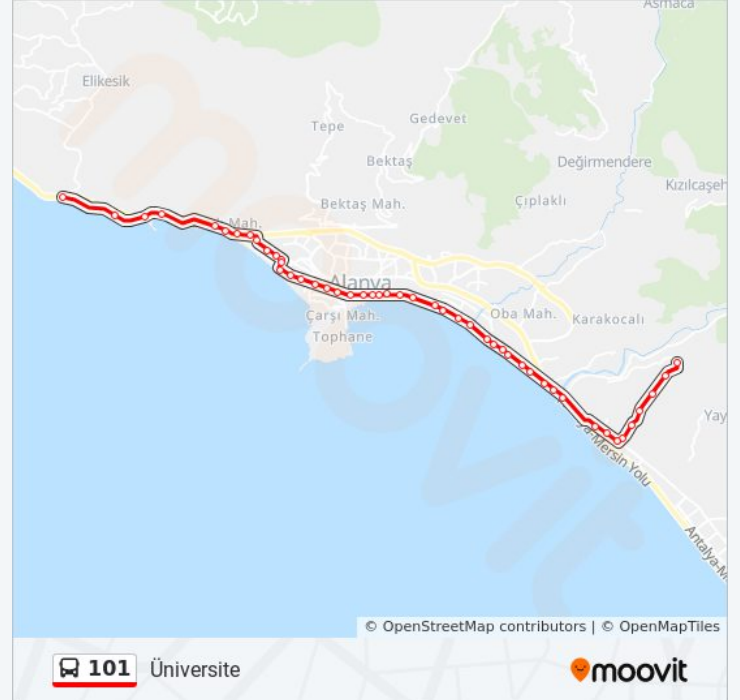 Asmaca
Elikesik
Tepe
Gedevet
Bektaş
Değirmendere
Kızılcaşeh
Çıplaklı
Bektaş Mah.
Mah.
Alanya
Çarşı Mah.
Oba Mah.
Karakocalı
Tophane
Yay
a-Mersin Yolu
Antalya-M
moovit
© OpenStreetMap contributors | © OpenMapTiles
101 Üniversite
moovit